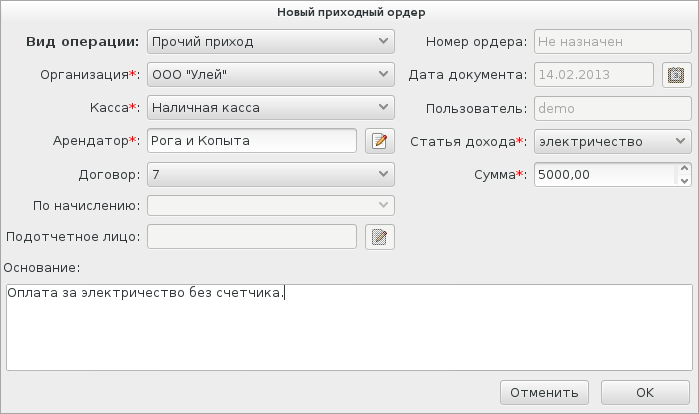 Новый приходный ордер
Вид операции: Прочий приход Номер ордера: Не назначен
Организация*: ООО "Улей" Дата документа: 14.02.2013
Касса*: Наличная касса Пользователь: demo
Арендатор*: Рога и Копыта Статья дохода*: электричество
Договор: 7 Сумма*: 5000,00
По начислению:
Подотчетное лицо:
Основание:
Оплата за электричество без счетчика.
Отменить OK